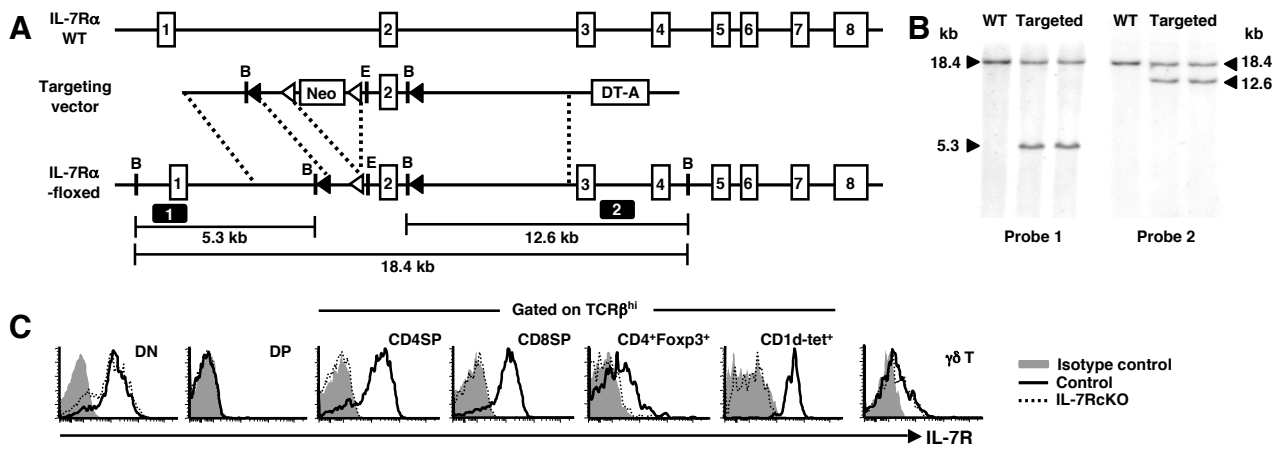 A
IL-7Rα
WT
1 2 3 4 5 6 7 8
Targeting
vector
B Neo E 2 B DT-A
IL-7Rα
-floxed
B 1 B E 2 B 3 4 B 5 6 7 8
1 2
5.3 kb 12.6 kb
18.4 kb
B
kb WT Targeted WT Targeted kb
18.4 18.4
12.6
5.3
Probe 1 Probe 2
C
Gated on TCRβhi
DN DP CD4SP CD8SP CD4+Foxp3+ CD1d-tet+ γδ T
Isotype control
Control
IL-7RcKO
IL-7R